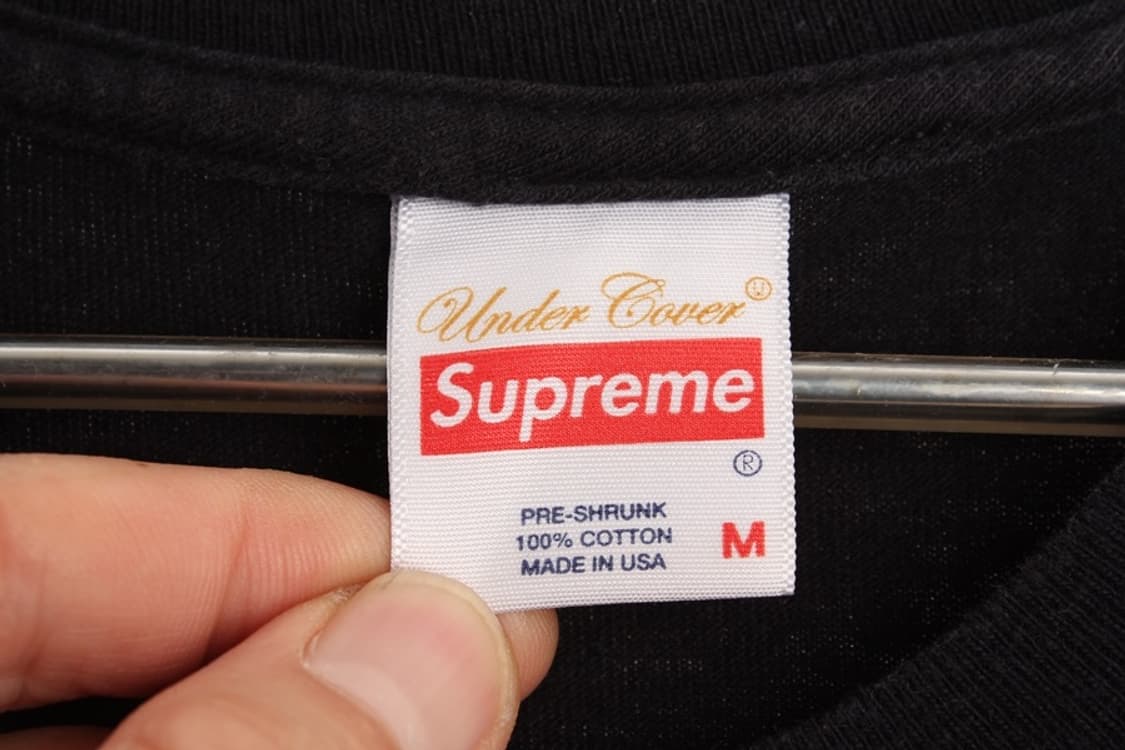 Under Cover Ⓤ
Supreme
®
PRE-SHRUNK
100% COTTON
MADE IN USA
M